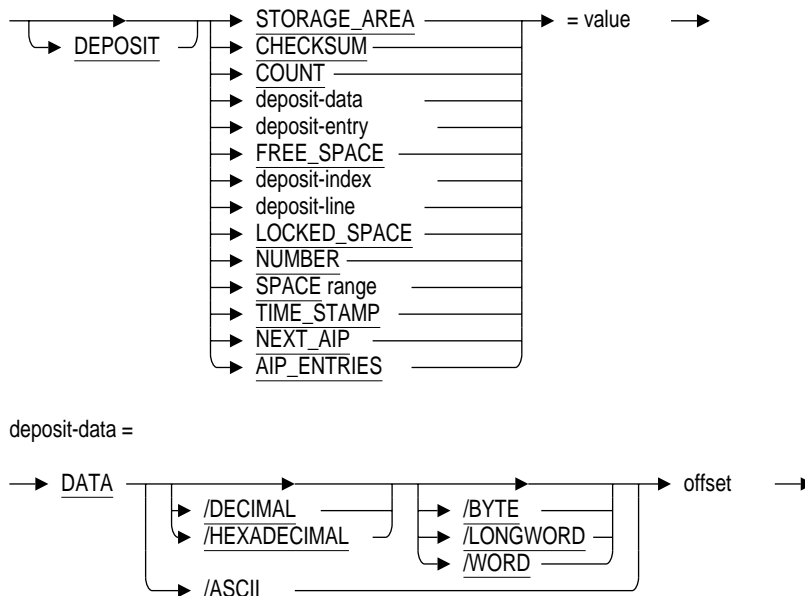 STORAGE_AREA = value
DEPOSIT CHECKSUM
COUNT
deposit-data
deposit-entry
FREE_SPACE
deposit-index
deposit-line
LOCKED_SPACE
NUMBER
SPACE range
TIME_STAMP
NEXT_AIP
AIP_ENTRIES
deposit-data =
DATA offset
/DECIMAL /BYTE
/HEXADECIMAL /LONGWORD
/WORD
/ASCII